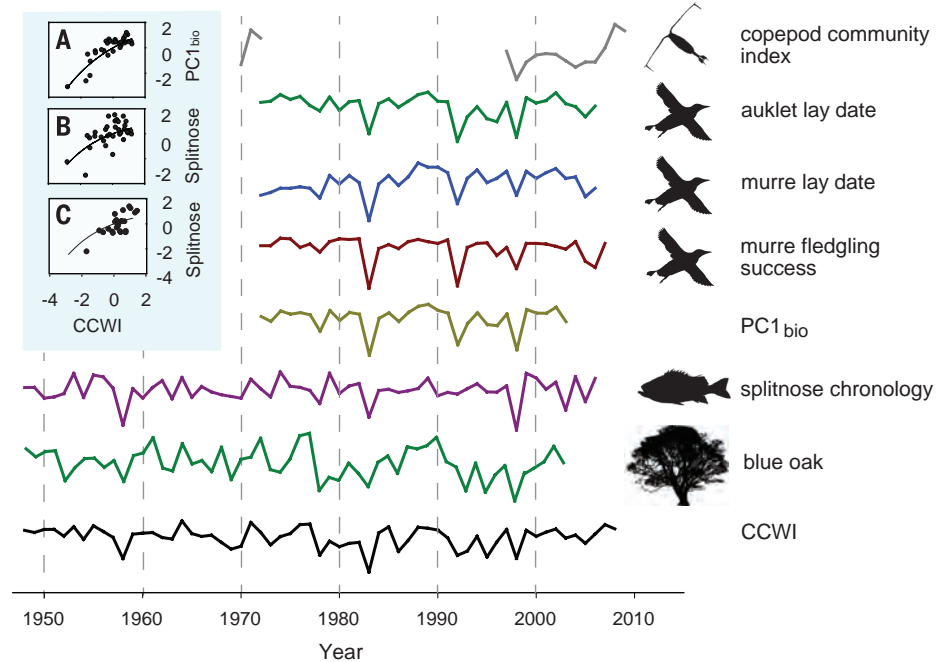 A
2
0
-2
PC1bio
B
2
0
-2
Splitnose
C
2
0
-2
-4
Splitnose
-4 -2 0 2
CCWI
copepod community
index
auklet lay date
murre lay date
murre fledgling
success
PC1bio
splitnose chronology
blue oak
CCWI
1950 1960 1970 1980 1990 2000 2010
Year